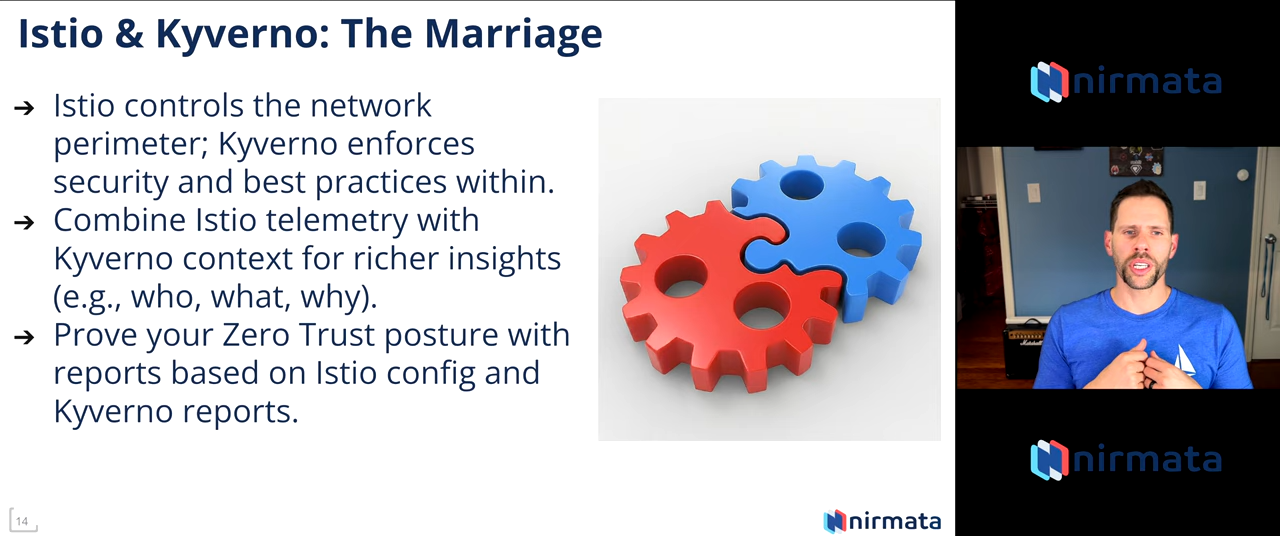 Istio & Kyverno: The Marriage
➔ Istio controls the network
perimeter; Kyverno enforces
security and best practices within.
➔ Combine Istio telemetry with
Kyverno context for richer insights
(e.g., who, what, why).
➔ Prove your Zero Trust posture with
reports based on Istio config and
Kyverno reports.
14
nirmata
nirmata
Marshall
nirmata